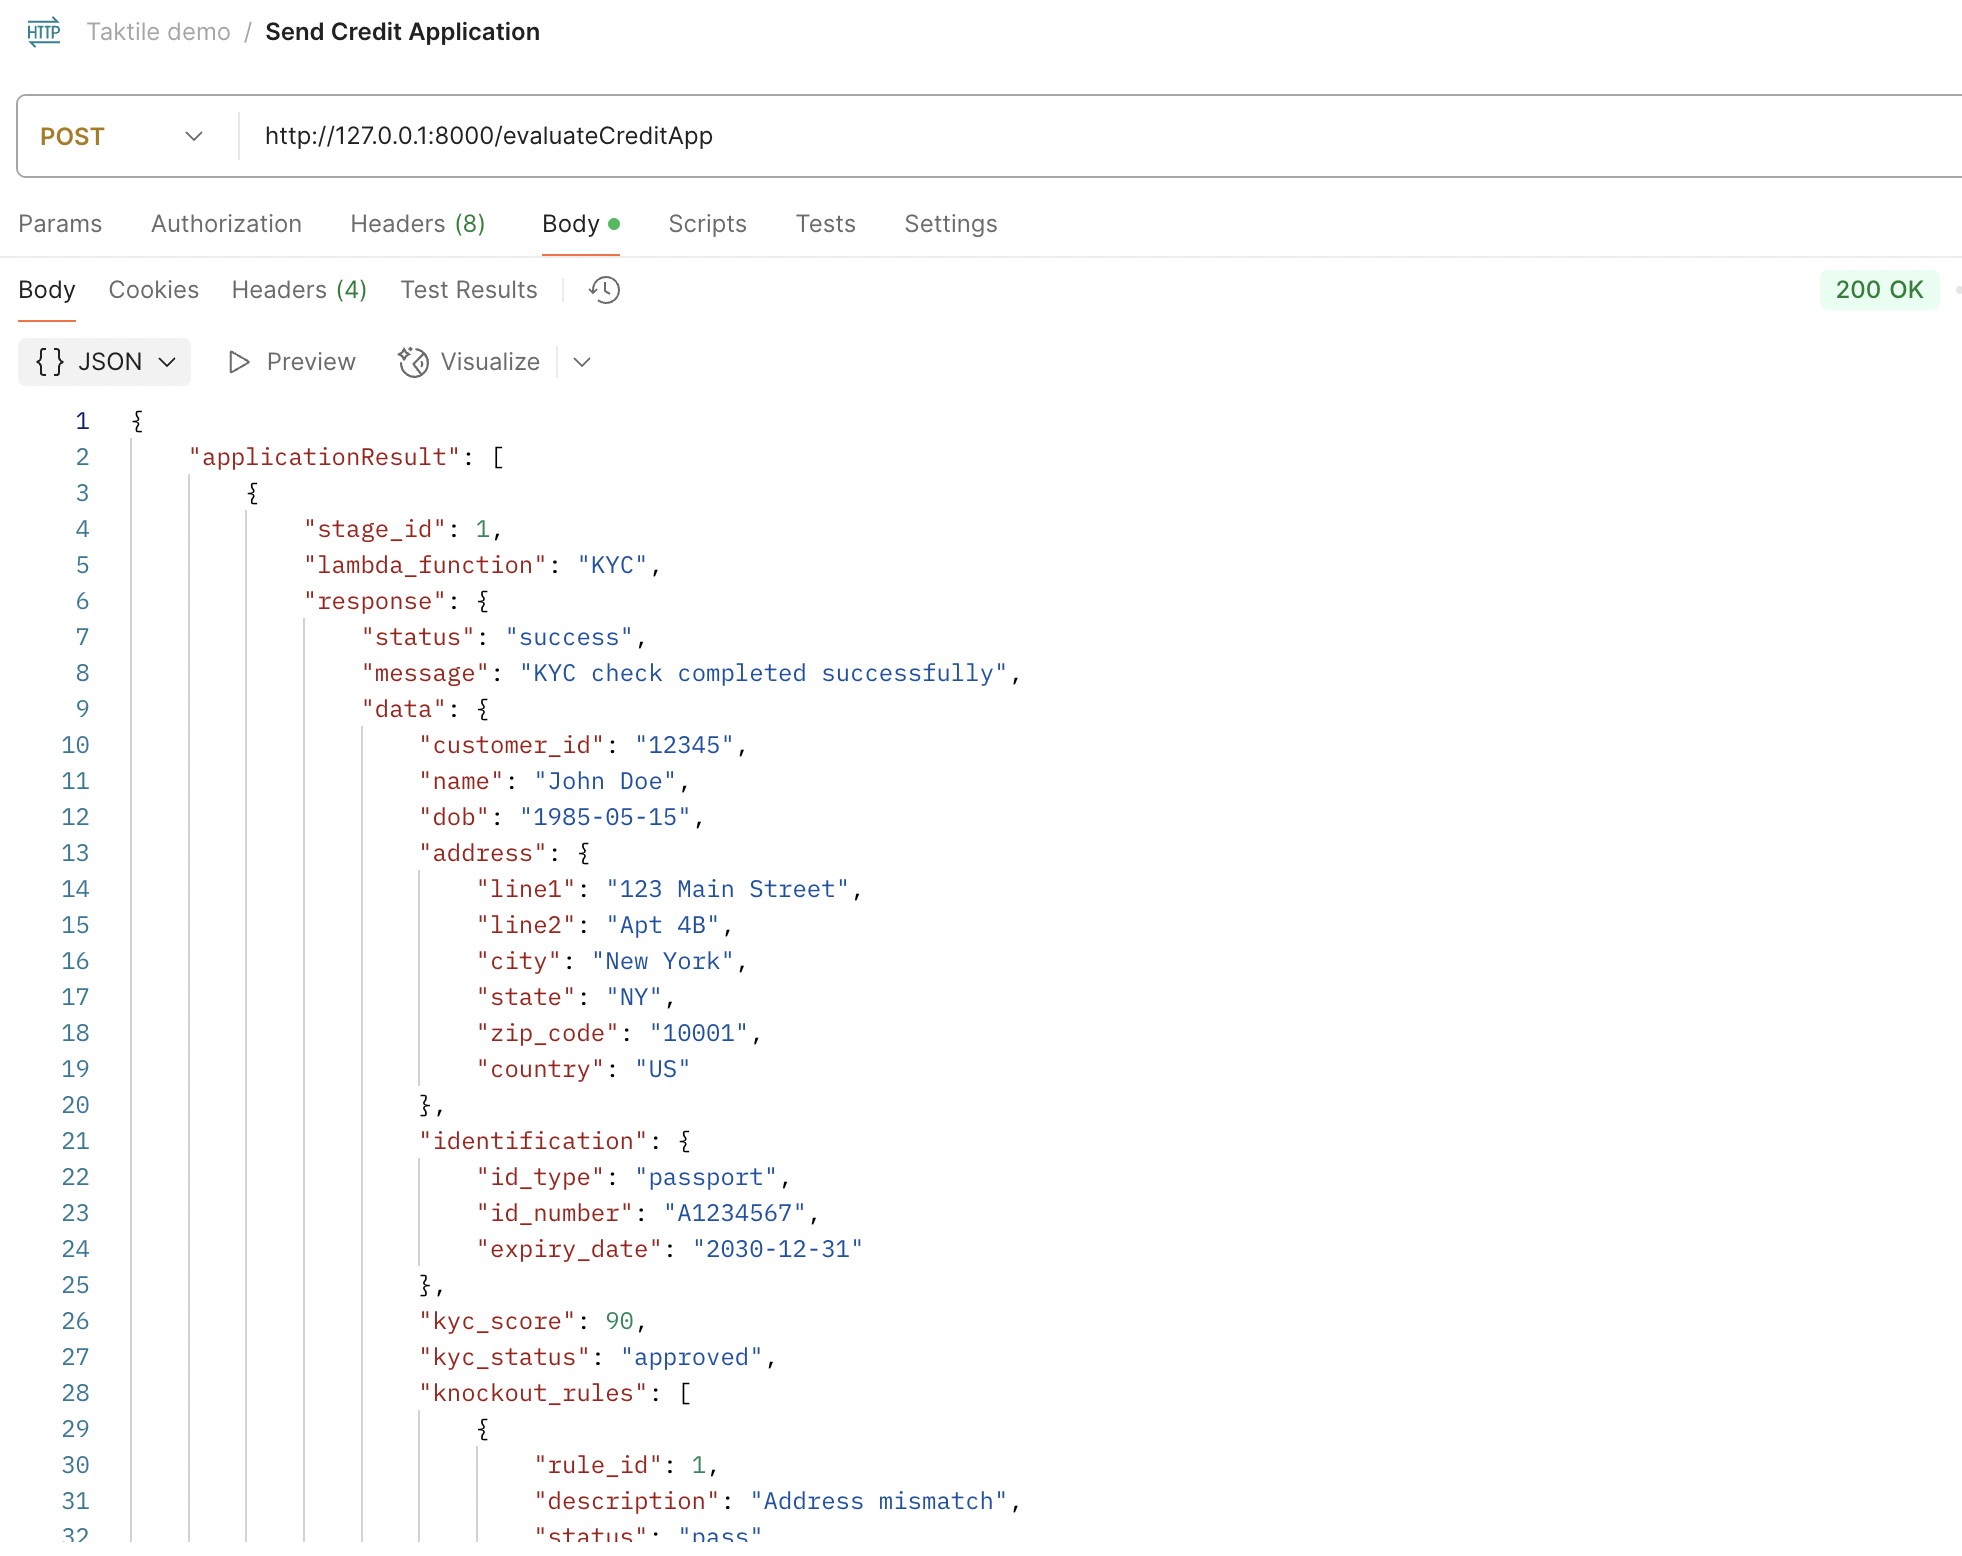 HTTP Taktile demo / Send Credit Application
POST http://127.0.0.1:8000/evaluateCreditApp
Params Authorization Headers (8) Body Scripts Tests Settings
Body Cookies Headers (4) Test Results 200 OK
{} JSON Preview Visualize
1 {
2 "applicationResult": [
3 {
4 "stage_id": 1,
5 "lambda_function": "KYC",
6 "response": {
7 "status": "success",
8 "message": "KYC check completed successfully",
9 "data": {
10 "customer_id": "12345",
11 "name": "John Doe",
12 "dob": "1985-05-15",
13 "address": {
14 "line1": "123 Main Street",
15 "line2": "Apt 4B",
16 "city": "New York",
17 "state": "NY",
18 "zip_code": "10001",
19 "country": "US"
20 },
21 "identification": {
22 "id_type": "passport",
23 "id_number": "A1234567",
24 "expiry_date": "2030-12-31"
25 },
26 "kyc_score": 90,
27 "kyc_status": "approved",
28 "knockout_rules": [
29 {
30 "rule_id": 1,
31 "description": "Address mismatch",
32 "status": "pass"